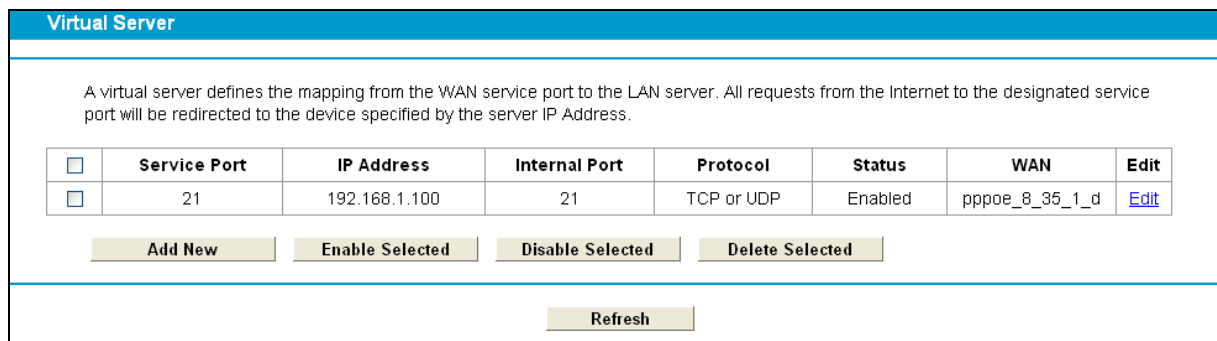 Virtual Server
A virtual server defines the mapping from the WAN service port to the LAN server. All requests from the Internet to the designated service
port will be redirected to the device specified by the server IP Address.
Service Port IP Address Internal Port Protocol Status WAN Edit
21 192.168.1.100 21 TCP or UDP Enabled pppoe_8_35_1_d Edit
Add New Enable Selected Disable Selected Delete Selected
Refresh